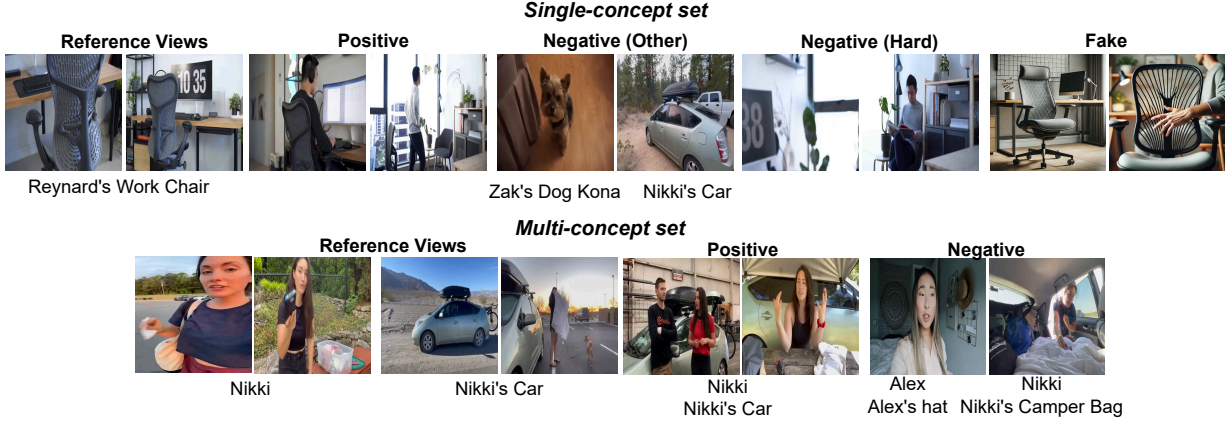 Single-concept set
Reference Views
Positive
Negative (Other)
Negative (Hard)
Fake
10 35
38
Reynard's Work Chair
Zak's Dog Kona
Nikki's Car
Multi-concept set
Reference Views
Positive
Negative
Nikki
Nikki's Car
Nikki
Nikki's Car
Alex
Alex's hat
Nikki
Nikki's Camper Bag